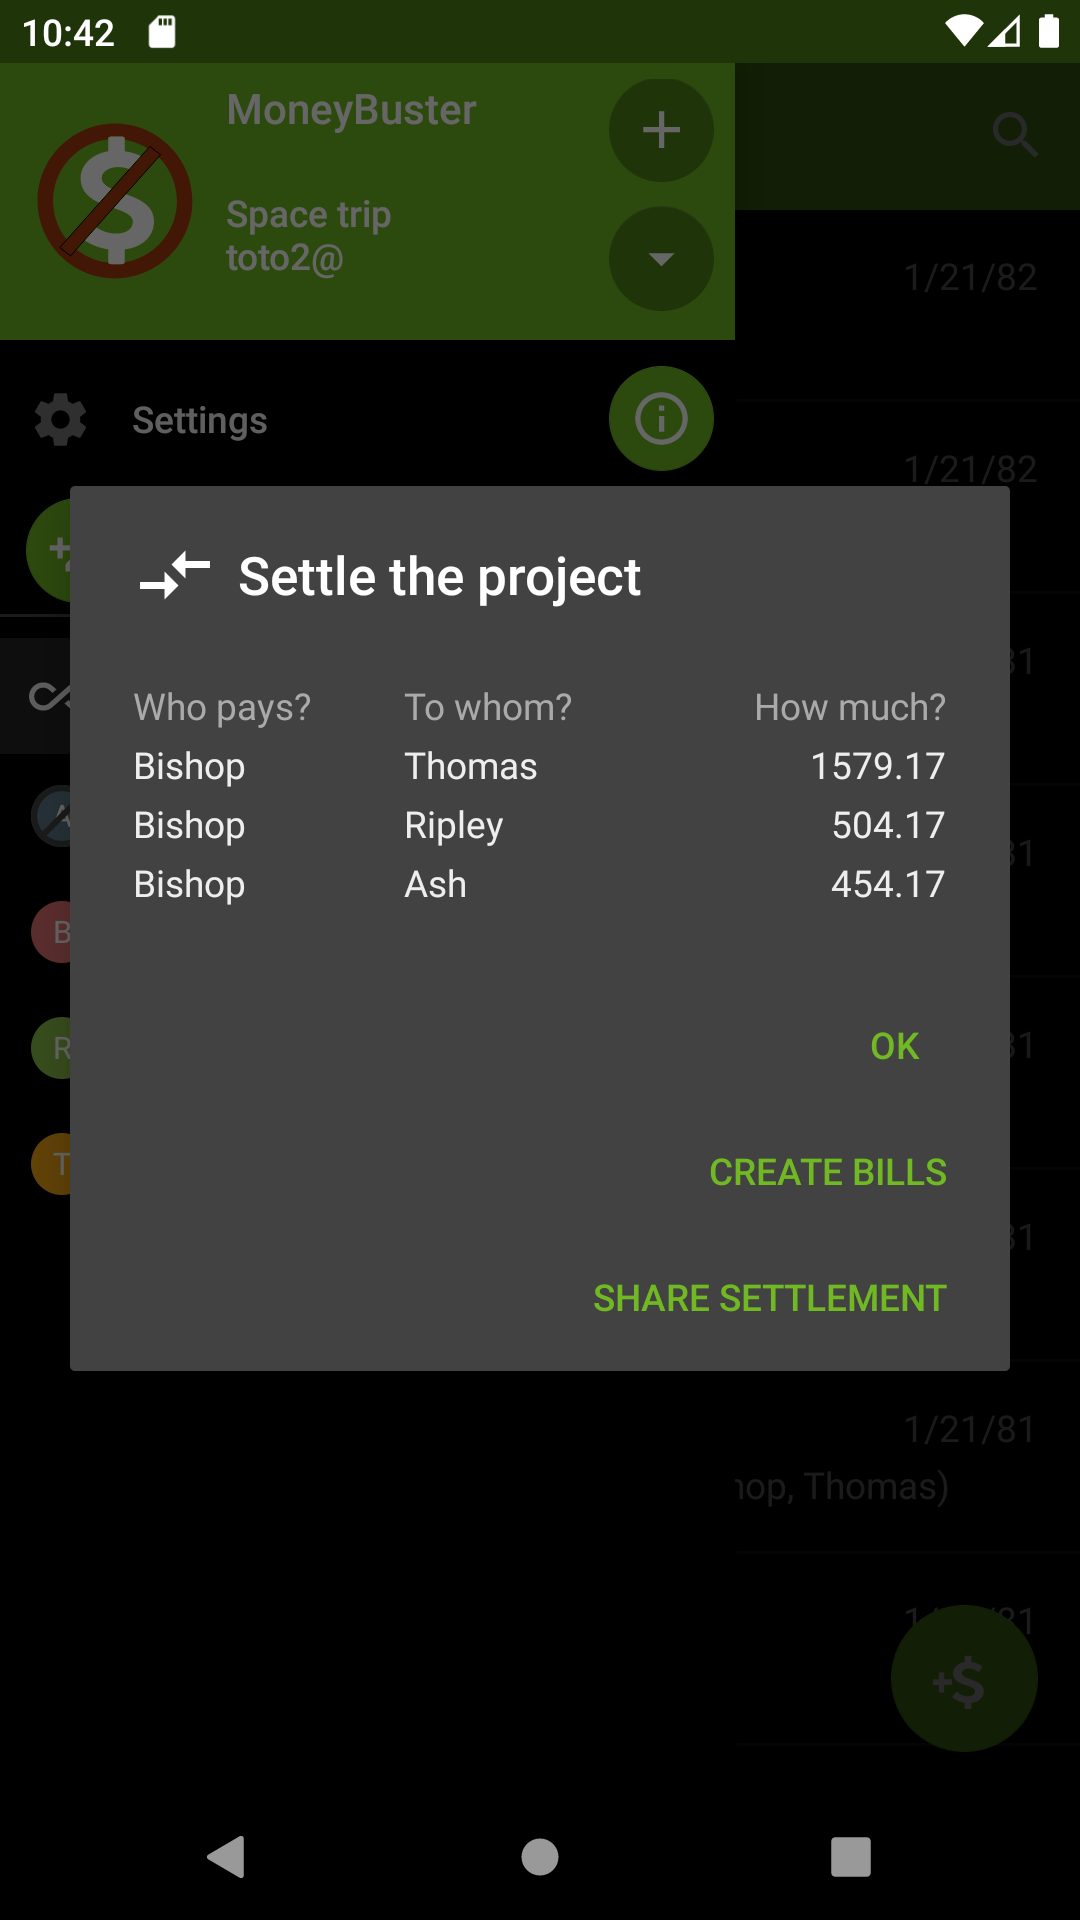 10:42
MoneyBuster
Space trip
toto2@
1/21/82
Settings
1/21/82
Settle the project
Who pays? To whom? How much?
Bishop Thomas 1579.17
Bishop Ripley 504.17
Bishop Ash 454.17
B
R
T
OK
CREATE BILLS
SHARE SETTLEMENT
1/21/81
Thomas)